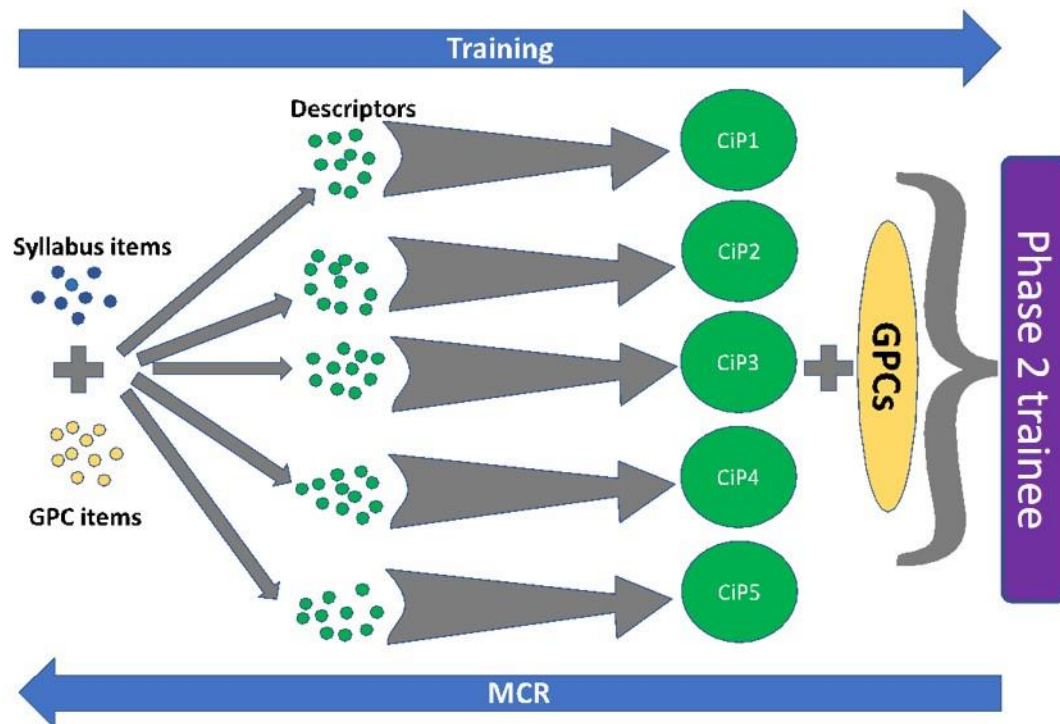 Training
Descriptors
CiP1
Syllabus items
CiP2
CiP3
GPCs
Phase 2 trainee
GPC items
CiP4
CiP5
MCR